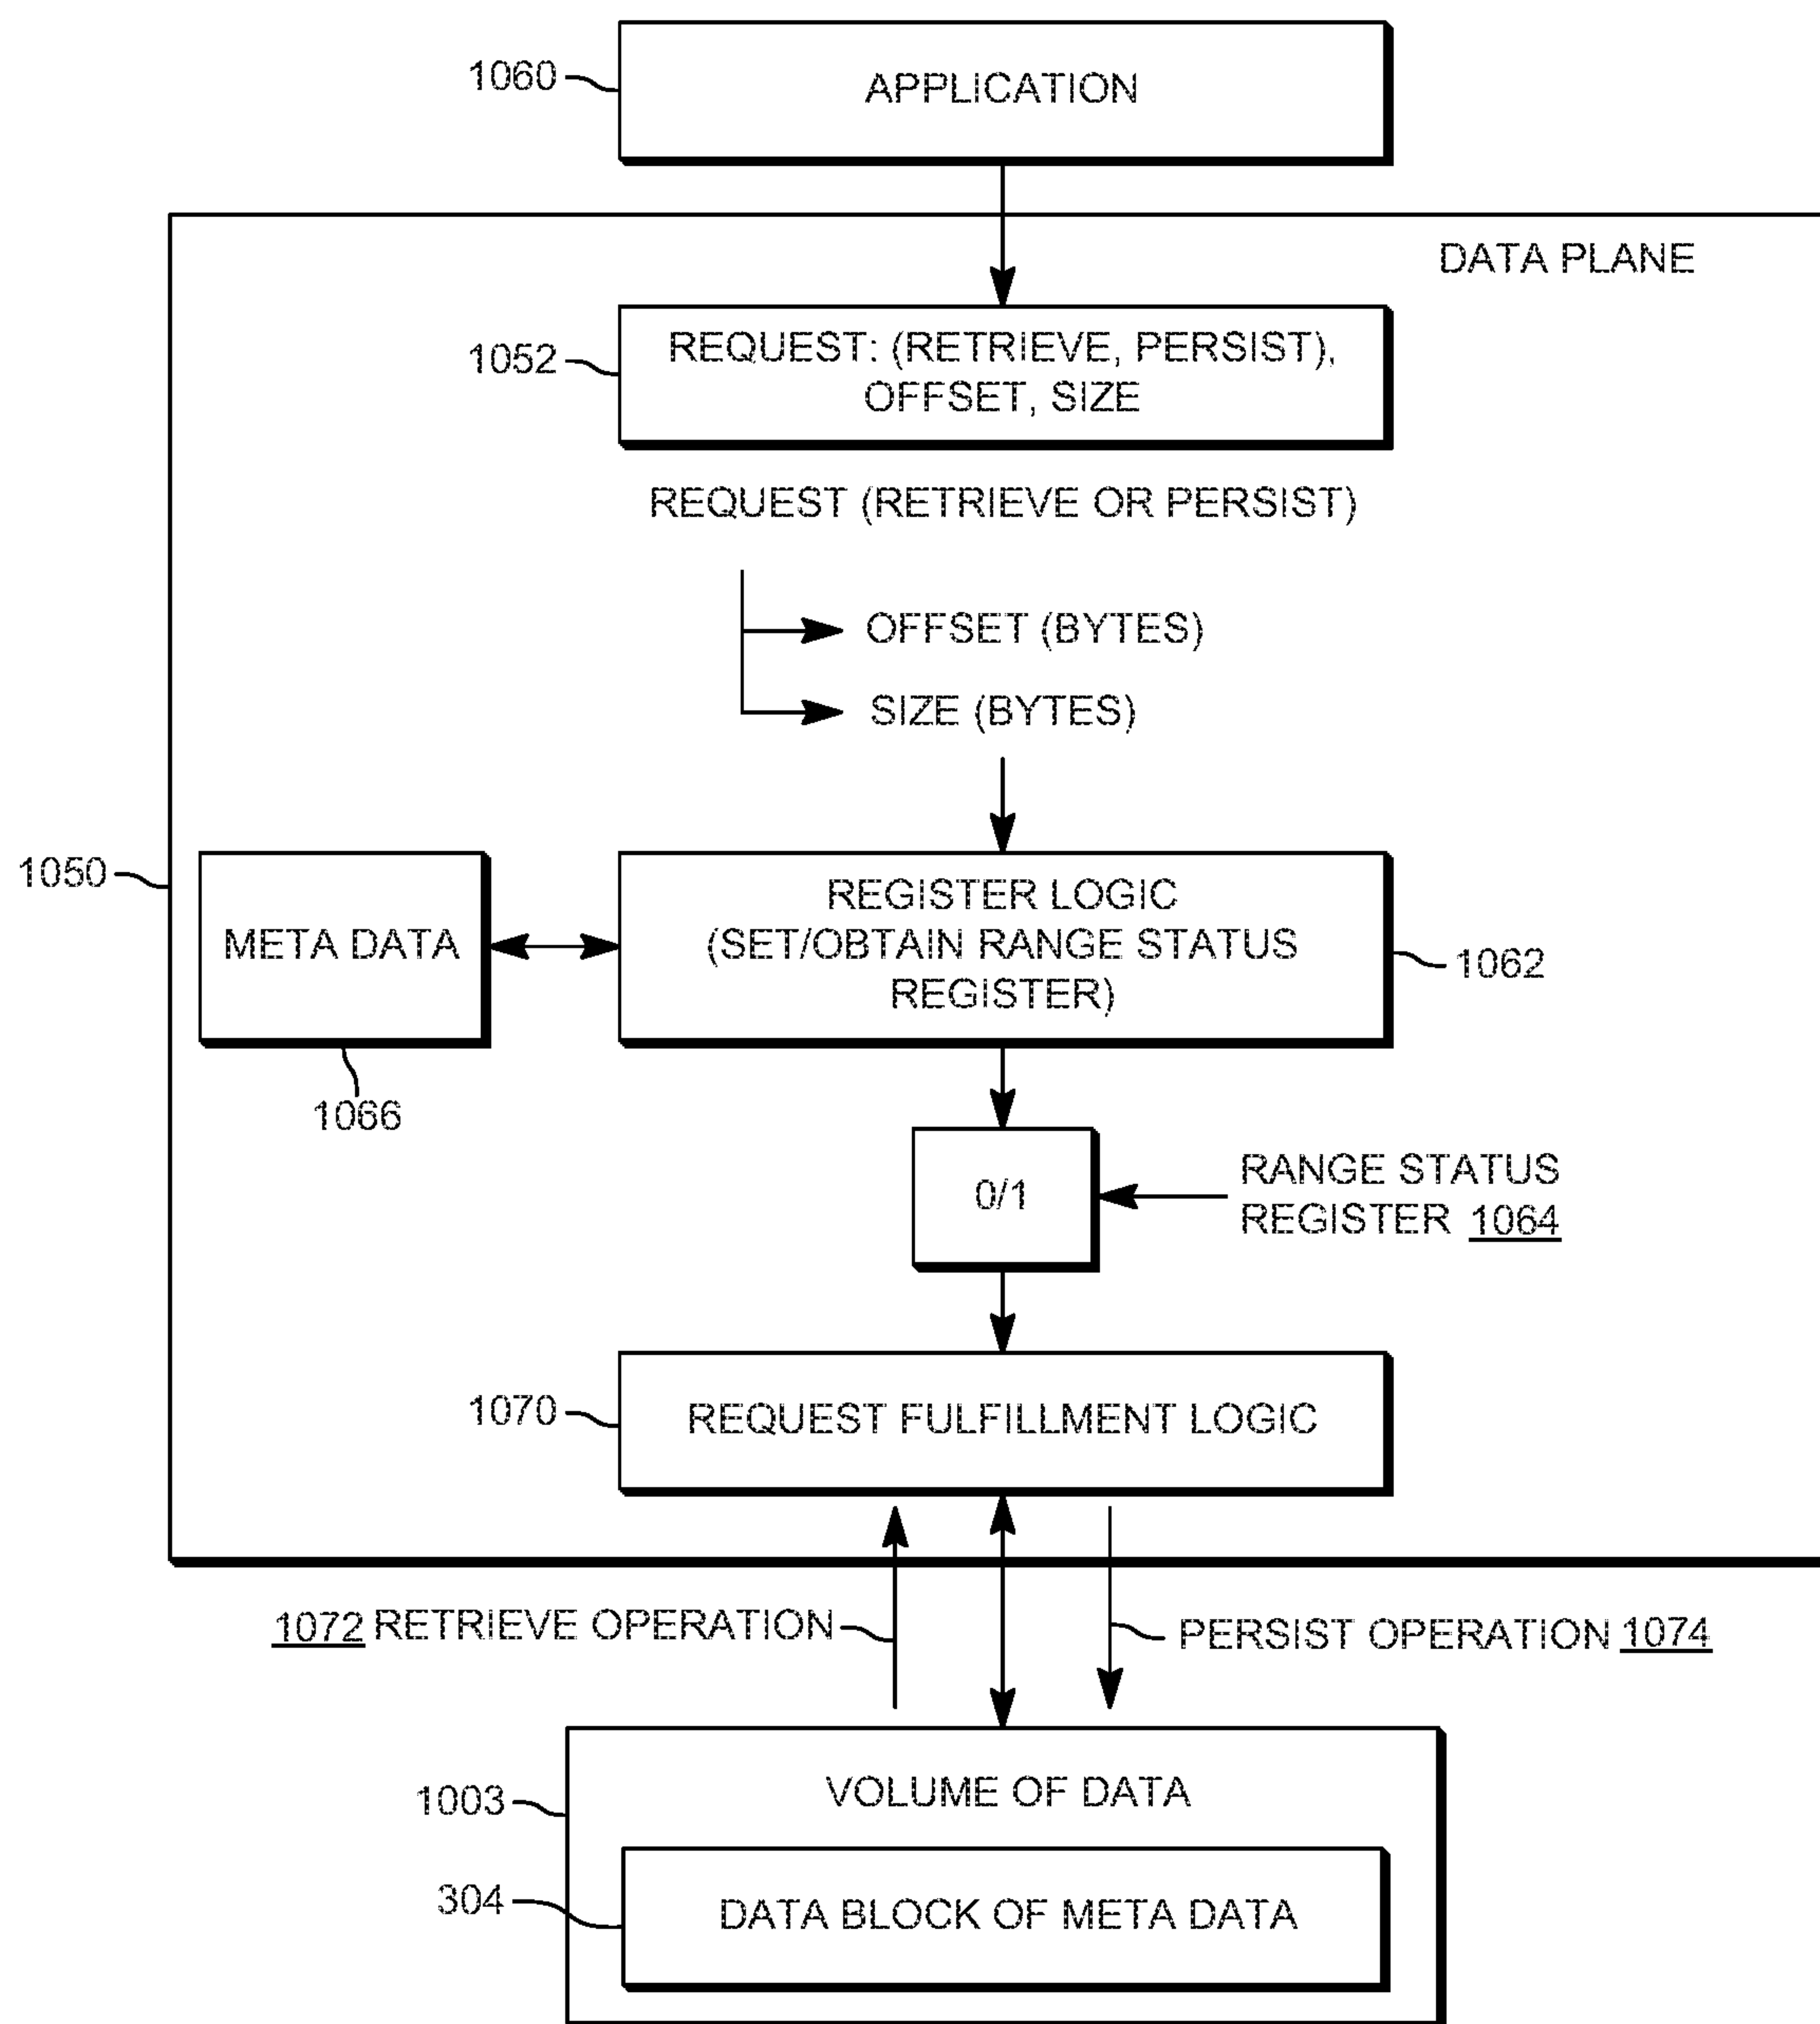 1060
APPLICATION
DATA PLANE
1052
REQUEST: (RETRIEVE, PERSIST),
OFFSET, SIZE
REQUEST (RETRIEVE OR PERSIST)
OFFSET (BYTES)
SIZE (BYTES)
1050
META DATA
1066
REGISTER LOGIC
(SET/OBTAIN RANGE STATUS
REGISTER)
1062
0/1
RANGE STATUS
REGISTER 1064
1070
REQUEST FULFILLMENT LOGIC
1072 RETRIEVE OPERATION
PERSIST OPERATION 1074
1003
VOLUME OF DATA
304
DATA BLOCK OF META DATA